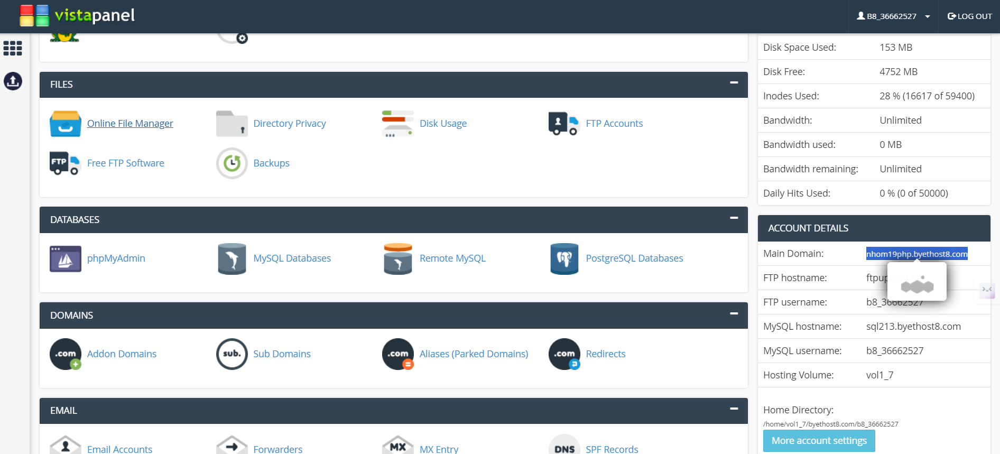 vistapanel
B8_36662527
LOG OUT
FILES
Online File Manager
Directory Privacy
Disk Usage
FTP Accounts
FTP
Free FTP Software
Backups
DATABASES
phpMyAdmin
MySQL Databases
Remote MySQL
PostgreSQL Databases
DOMAINS
.com
Addon Domains
sub.
Sub Domains
.com
Aliases (Parked Domains)
.com
Redirects
EMAIL
Email Accounts
Forwarders
MX
MX Entry
DNS
SPF Records
Disk Space Used: 153 MB
Disk Free: 4752 MB
Inodes Used: 28 % (16617 of 59400)
Bandwidth: Unlimited
Bandwidth used: 0 MB
Bandwidth remaining: Unlimited
Daily Hits Used: 0 % (0 of 50000)
ACCOUNT DETAILS
Main Domain: nhom19php.byethost8.com
FTP hostname:
FTP username: b8_36662527
MySQL hostname: sql213.byethost8.com
MySQL username: b8_36662527
Hosting Volume: vol1_7
Home Directory:
/home/vol1_7/byethost8.com/b8_36662527
More account settings